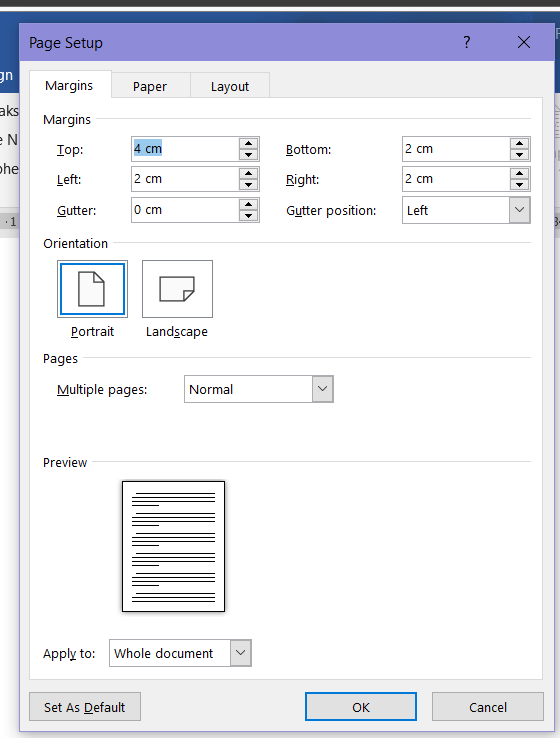 Page Setup ?
gn
Margins Paper Layout
aks
Margins
e N
Top: 4 cm Bottom: 2 cm
phe
Left: 2 cm Right: 2 cm
Gutter: 0 cm Gutter position: Left
1
Orientation
Portrait Landscape
Pages
Multiple pages: Normal
Preview
Apply to: Whole document
Set As Default OK Cancel